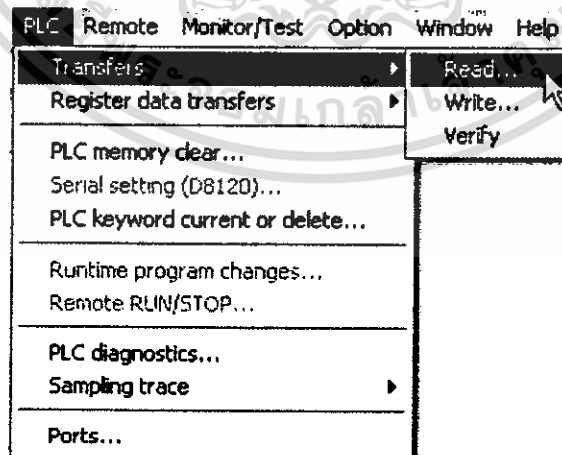 PLC Remote Monitor/Test Option Window Help
Transfers Read...
Register data transfers Write...
Verify
PLC memory clear...
Serial setting (D8120)...
PLC keyword current or delete...
Runtime program changes...
Remote RUN/STOP...
PLC diagnostics...
Sampling trace
Ports...